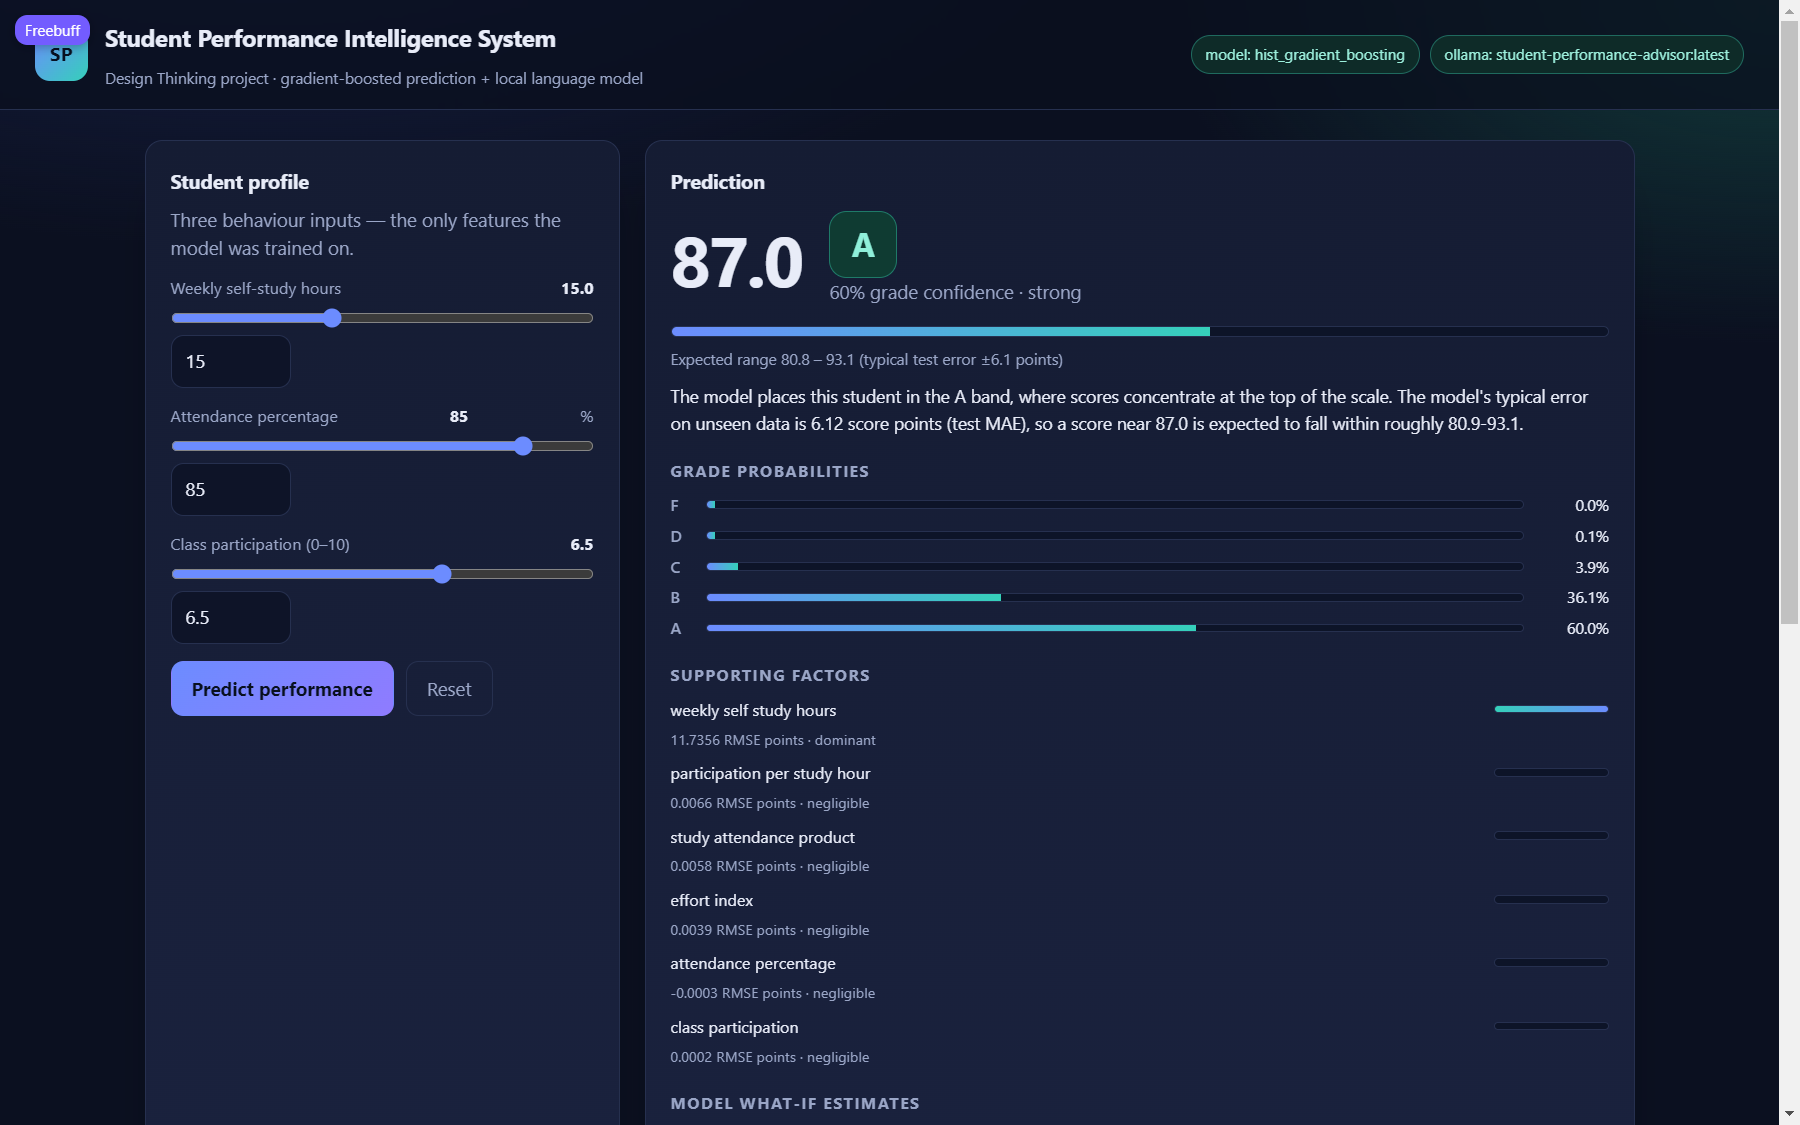 Freebuff
SP
Student Performance Intelligence System
Design Thinking project · gradient-boosted prediction + local language model
model: hist_gradient_boosting
ollama: student-performance-advisor:latest
Student profile
Three behaviour inputs — the only features the
model was trained on.
Weekly self-study hours 15.0
15
Attendance percentage 85 %
85
Class participation (0–10) 6.5
6.5
Predict performance
Reset
Prediction
87.0
A
60% grade confidence · strong
Expected range 80.8 – 93.1 (typical test error ±6.1 points)
The model places this student in the A band, where scores concentrate at the top of the scale. The model's typical error
on unseen data is 6.12 score points (test MAE), so a score near 87.0 is expected to fall within roughly 80.9-93.1.
GRADE PROBABILITIES
F 0.0%
D 0.1%
C 3.9%
B 36.1%
A 60.0%
SUPPORTING FACTORS
weekly self study hours
11.7356 RMSE points · dominant
participation per study hour
0.0066 RMSE points · negligible
study attendance product
0.0058 RMSE points · negligible
effort index
0.0039 RMSE points · negligible
attendance percentage
-0.0003 RMSE points · negligible
class participation
0.0002 RMSE points · negligible
MODEL WHAT-IF ESTIMATES